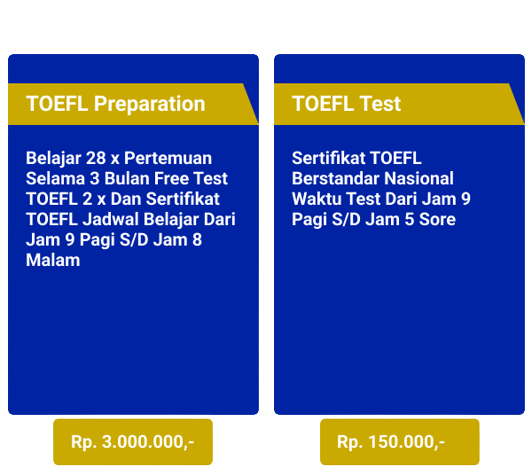 TOEFL Preparation
Belajar 28 x Pertemuan
Selama 3 Bulan Free Test
TOEFL 2 x Dan Sertifikat
TOEFL Jadwal Belajar Dari
Jam 9 Pagi S/D Jam 8
Malam
Rp. 3.000.000,-
TOEFL Test
Sertifikat TOEFL
Berstandar Nasional
Waktu Test Dari Jam 9
Pagi S/D Jam 5 Sore
Rp. 150.000,-